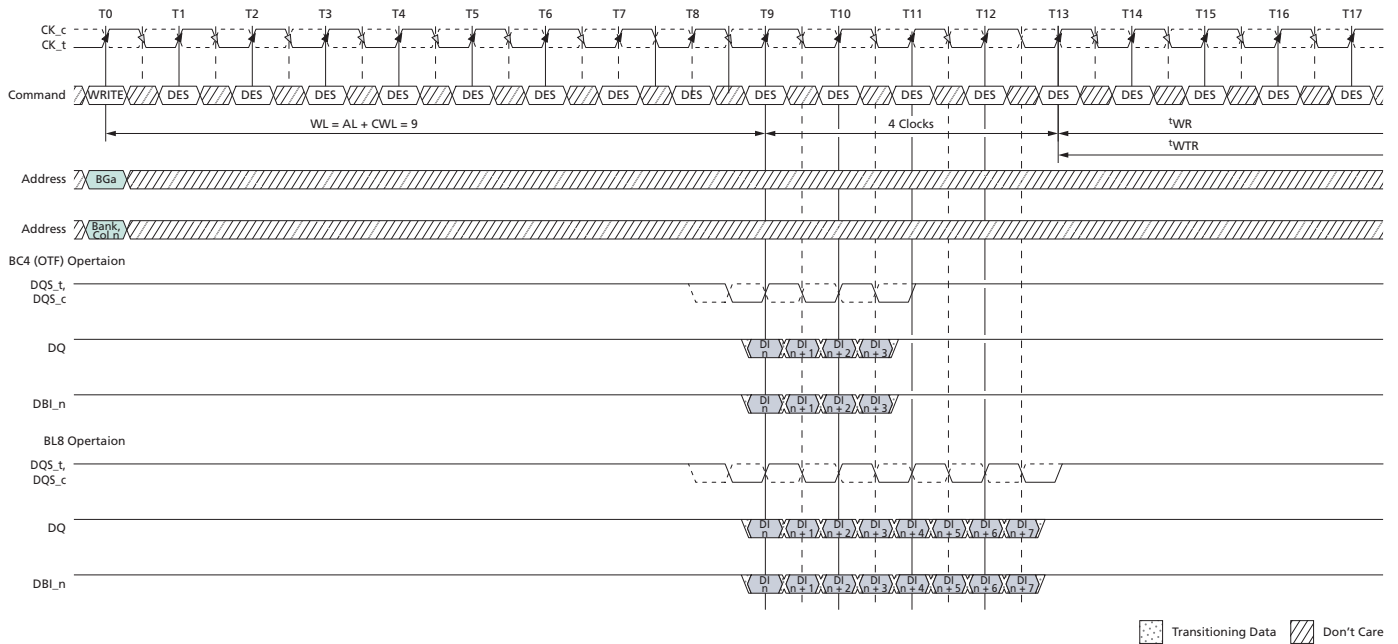 T0 T1 T2 T3 T4 T5 T6 T7 T8 T9 T10 T11 T12 T13 T14 T15 T16 T17
CK_c
CK_t
Command WRITE DES DES DES DES DES DES DES DES DES DES DES DES DES DES DES DES DES
WL = AL + CWL = 9 4 Clocks tWR
tWTR
Address BGa
Address Bank, Col n
BC4 (OTF) Opertaion
DQS_t,
DQS_c
DQ DI n DI n + 1 DI n + 2 DI n + 3
DBI_n DI n DI n + 1 DI n + 2 DI n + 3
BL8 Opertaion
DQS_t,
DQS_c
DQ DI n DI n + 1 DI n + 2 DI n + 3 DI n + 4 DI n + 5 DI n + 6 DI n + 7
DBI_n DI n DI n + 1 DI n + 2 DI n + 3 DI n + 4 DI n + 5 DI n + 6 DI n + 7
Transitioning Data Don't Care